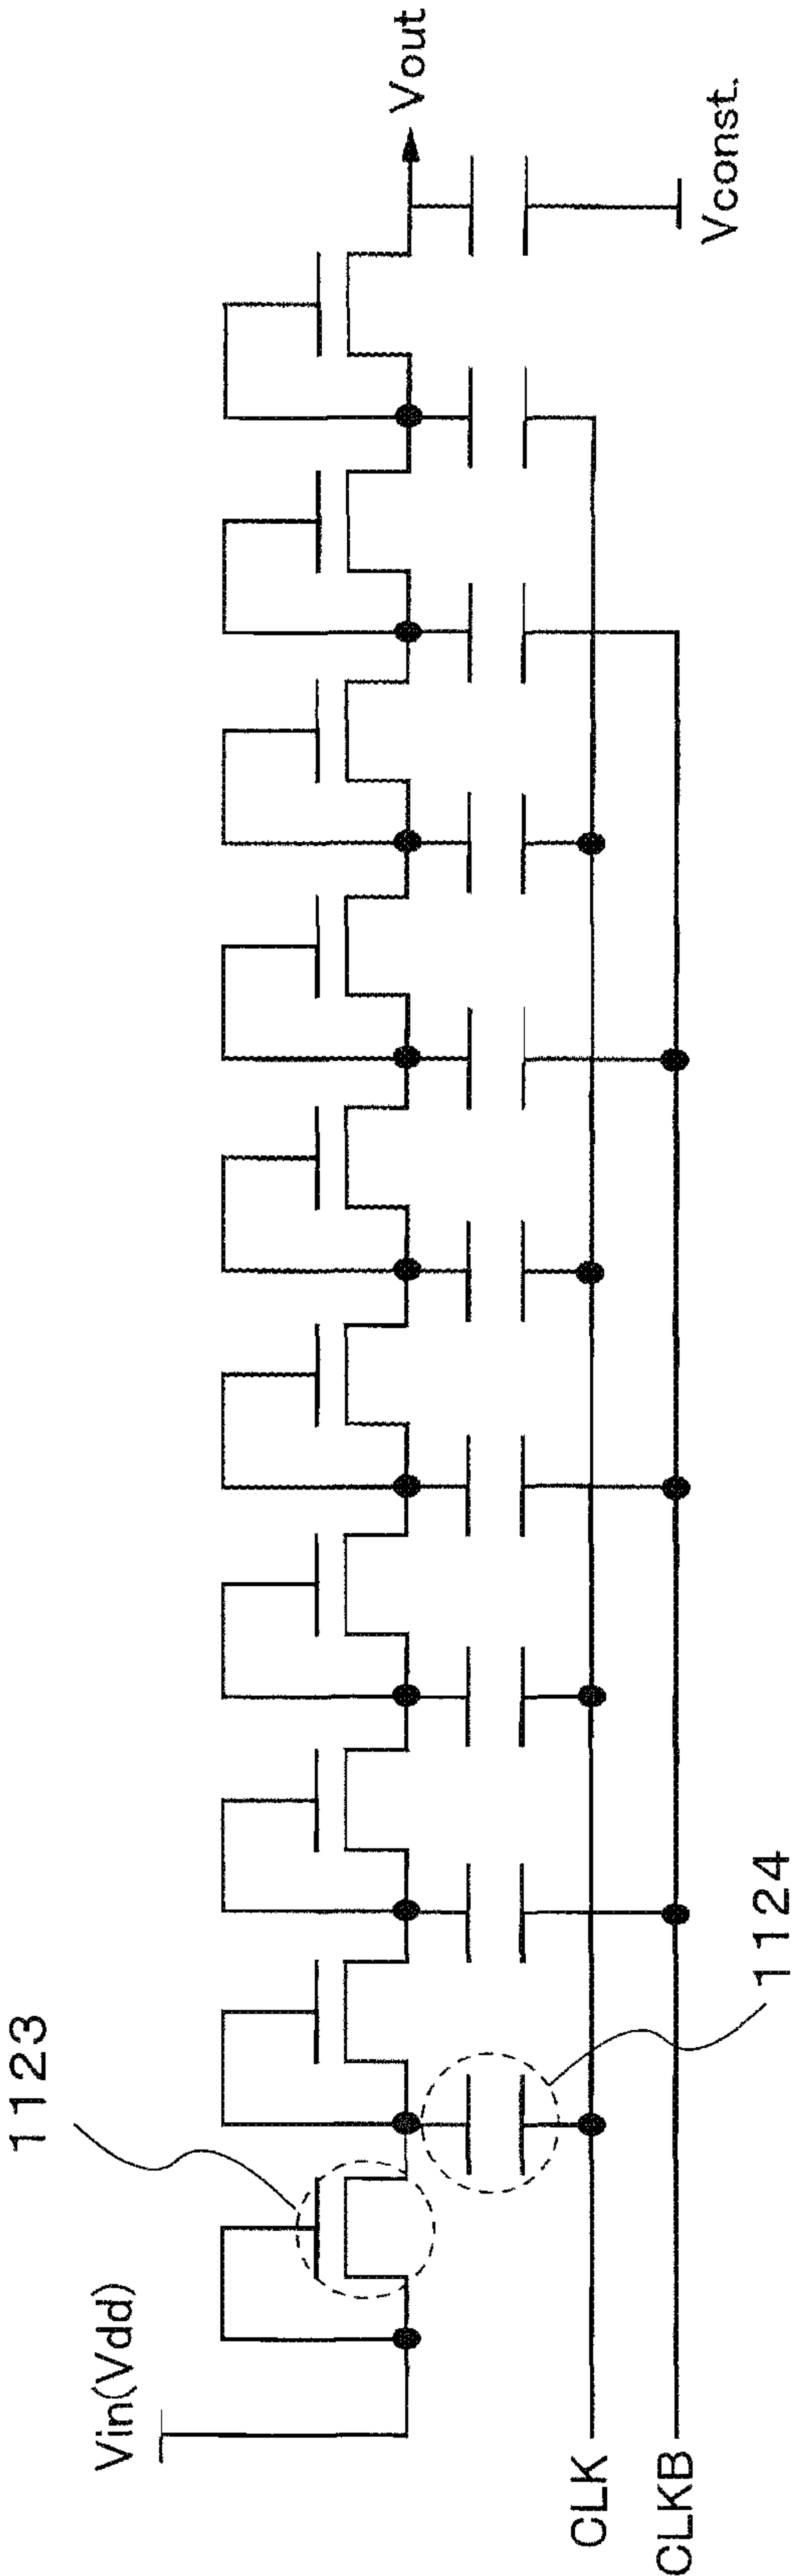 1123
Vin(Vdd)
Vout
Vconst.
CLK
CLKB
1124